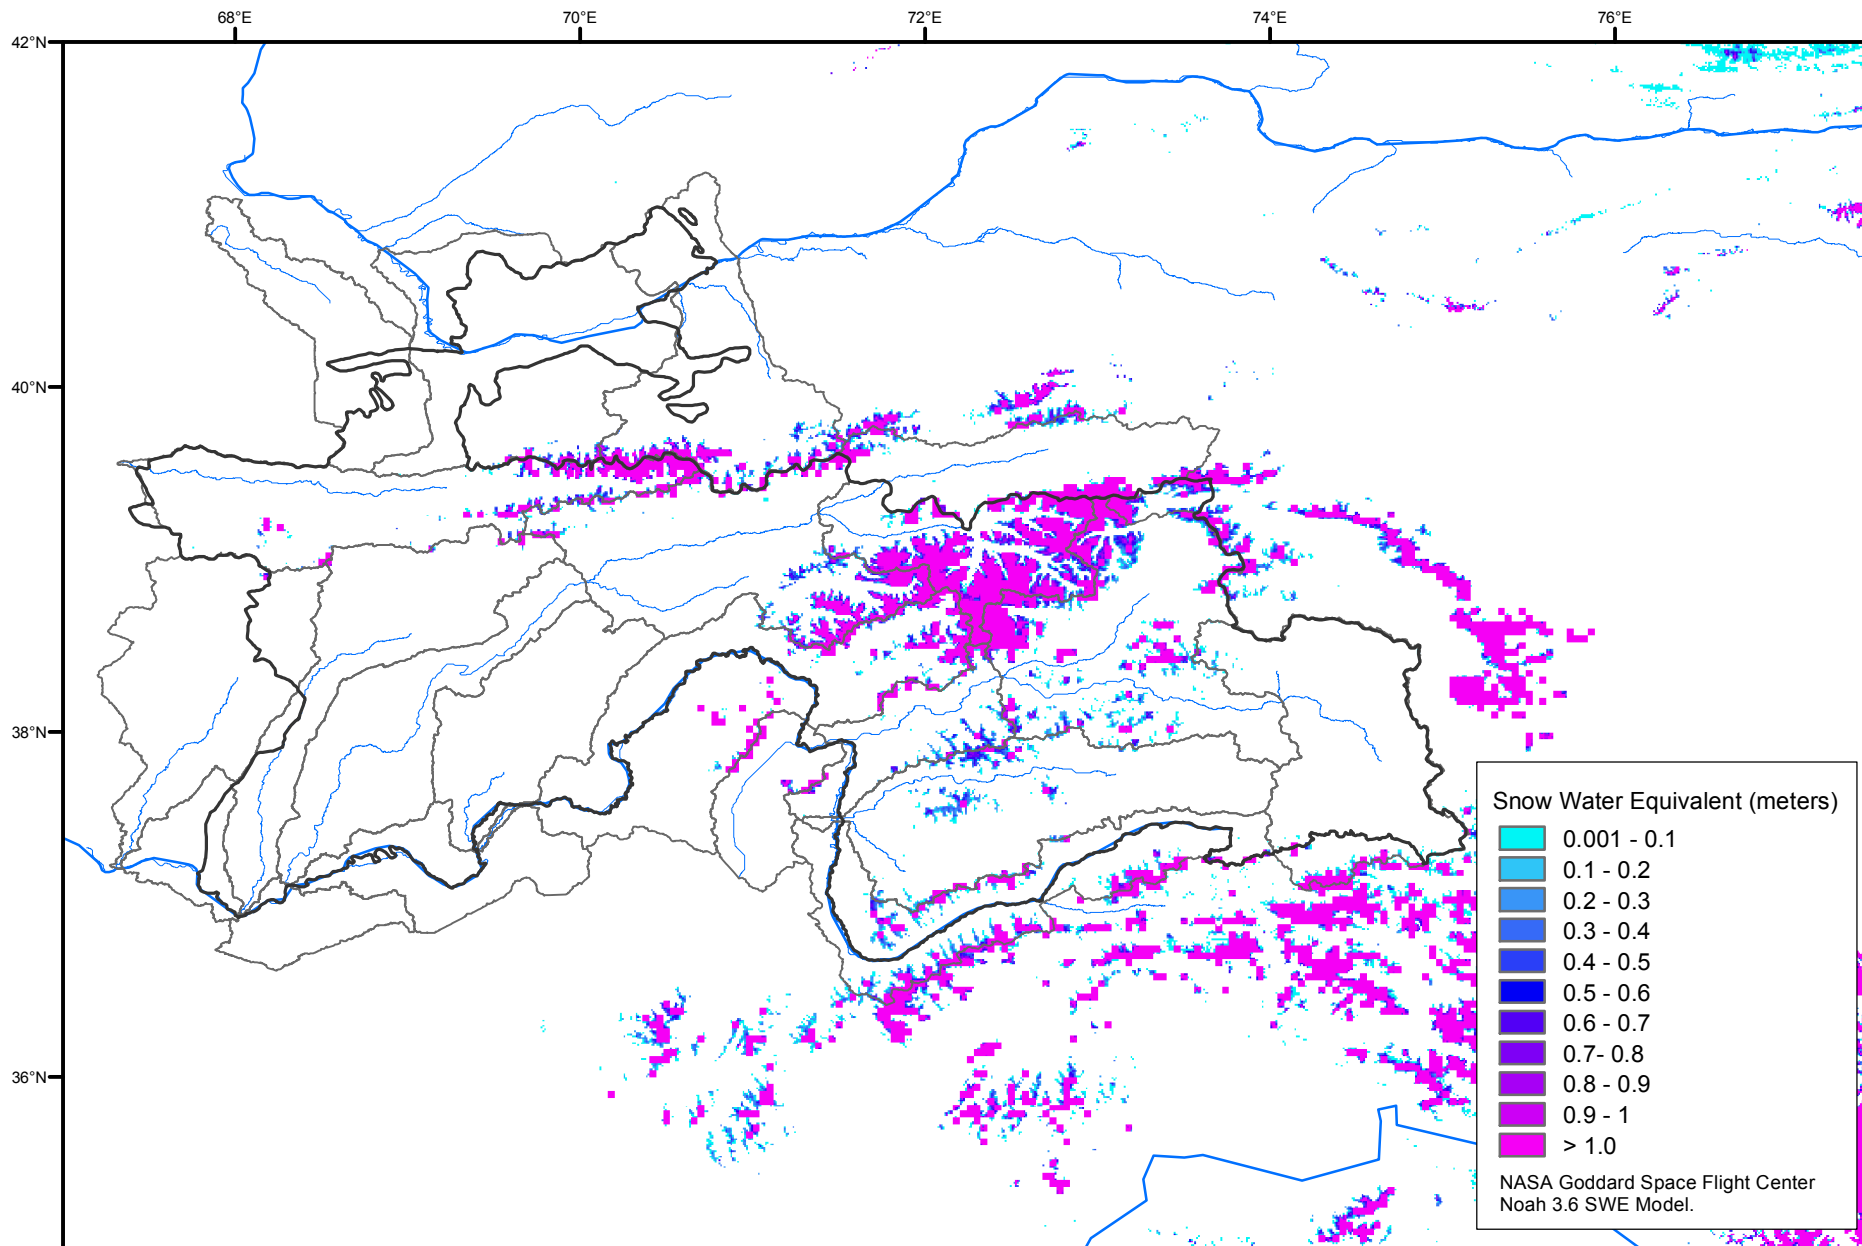 68°E
70°E
72°E
74°E
76°E
42°N
40°N
38°N
36°N
Snow Water Equivalent (meters)
0.001 - 0.1
0.1 - 0.2
0.2 - 0.3
0.3 - 0.4
0.4 - 0.5
0.5 - 0.6
0.6 - 0.7
0.7- 0.8
0.8 - 0.9
0.9 - 1
> 1.0
NASA Goddard Space Flight Center
Noah 3.6 SWE Model.